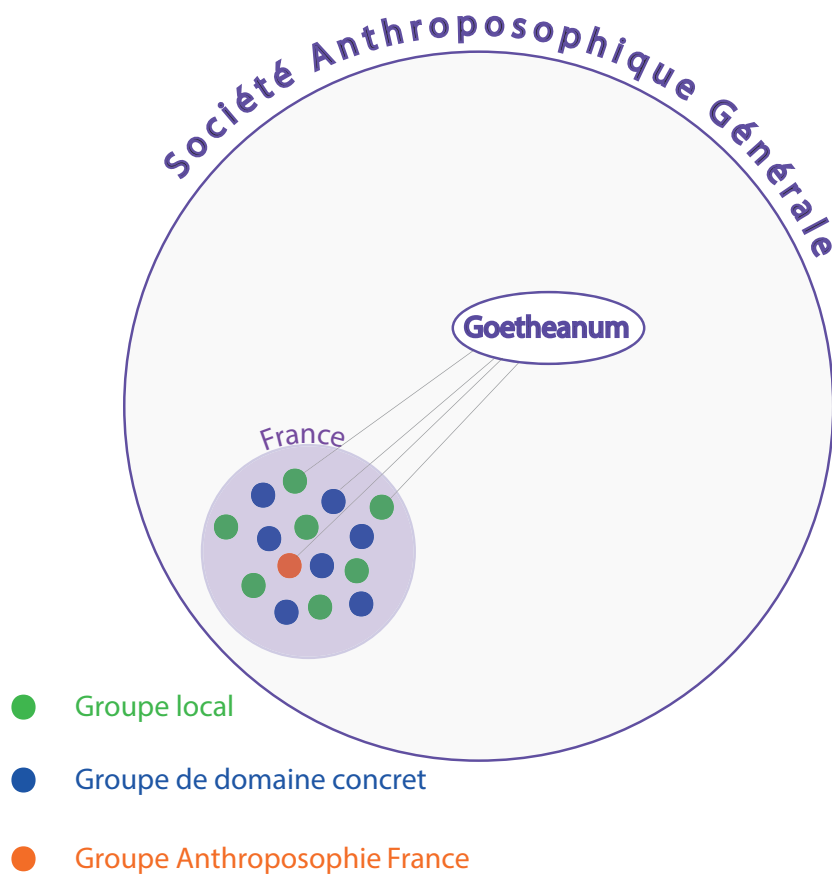 Société Anthroposophique Générale
Goetheanum
France
Groupe local
Groupe de domaine concret
Groupe Anthroposophie France